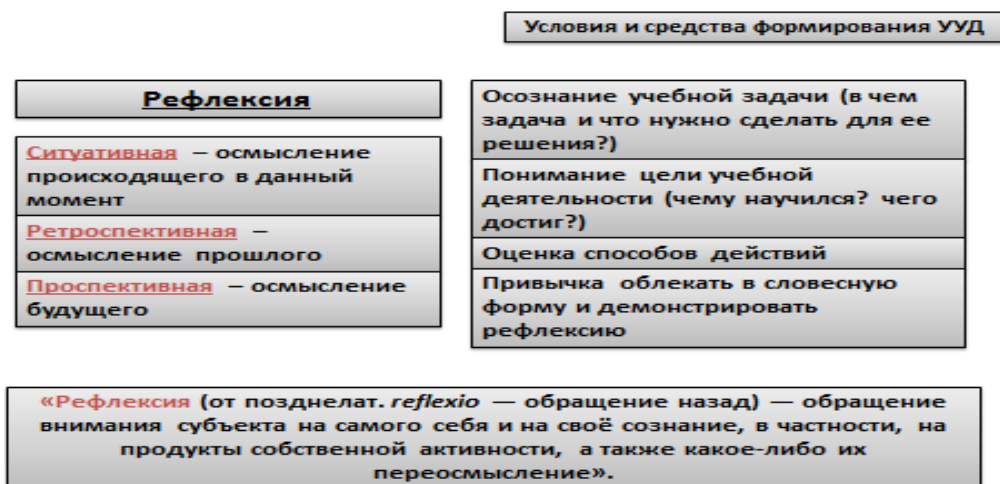 Условия и средства формирования УУД
Рефлексия
Ситуативная – осмысление
происходящего в данный
момент
Ретроспективная –
осмысление прошлого
Проспективная – осмысление
будущего
Осознание учебной задачи (в чем
задача и что нужно сделать для ее
решения?)
Понимание цели учебной
деятельности (чему научился? чего
достиг?)
Оценка способов действий
Привычка облекать в словесную
форму и демонстрировать
рефлексию
«Рефлексия (от позднелат. reflexio — обращение назад) — обращение
внимания субъекта на самого себя и на своё сознание, в частности, на
продукты собственной активности, а также какое-либо их
переосмысление».